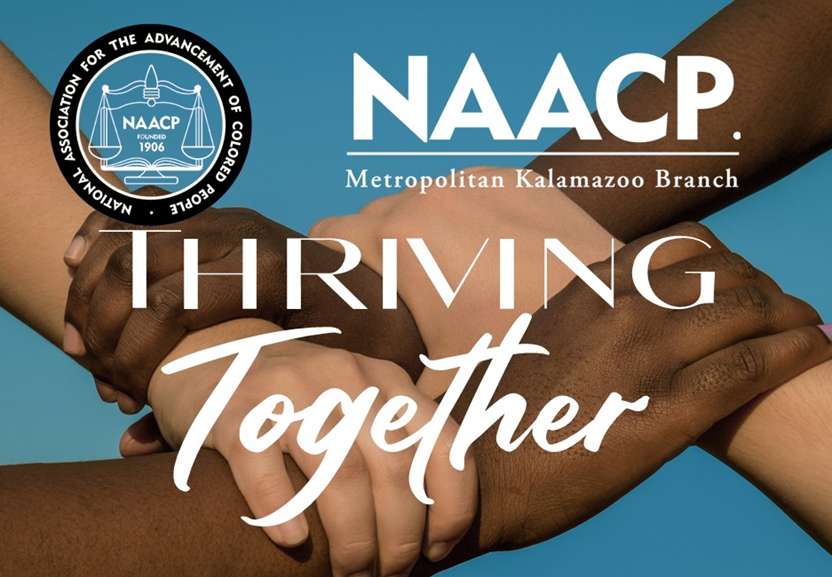 NATIONAL ASSOCIATION FOR THE ADVANCEMENT OF COLORED PEOPLE
NAACP
FOUNDED
1906
NAACP.
Metropolitan Kalamazoo Branch
THRIVING
Together